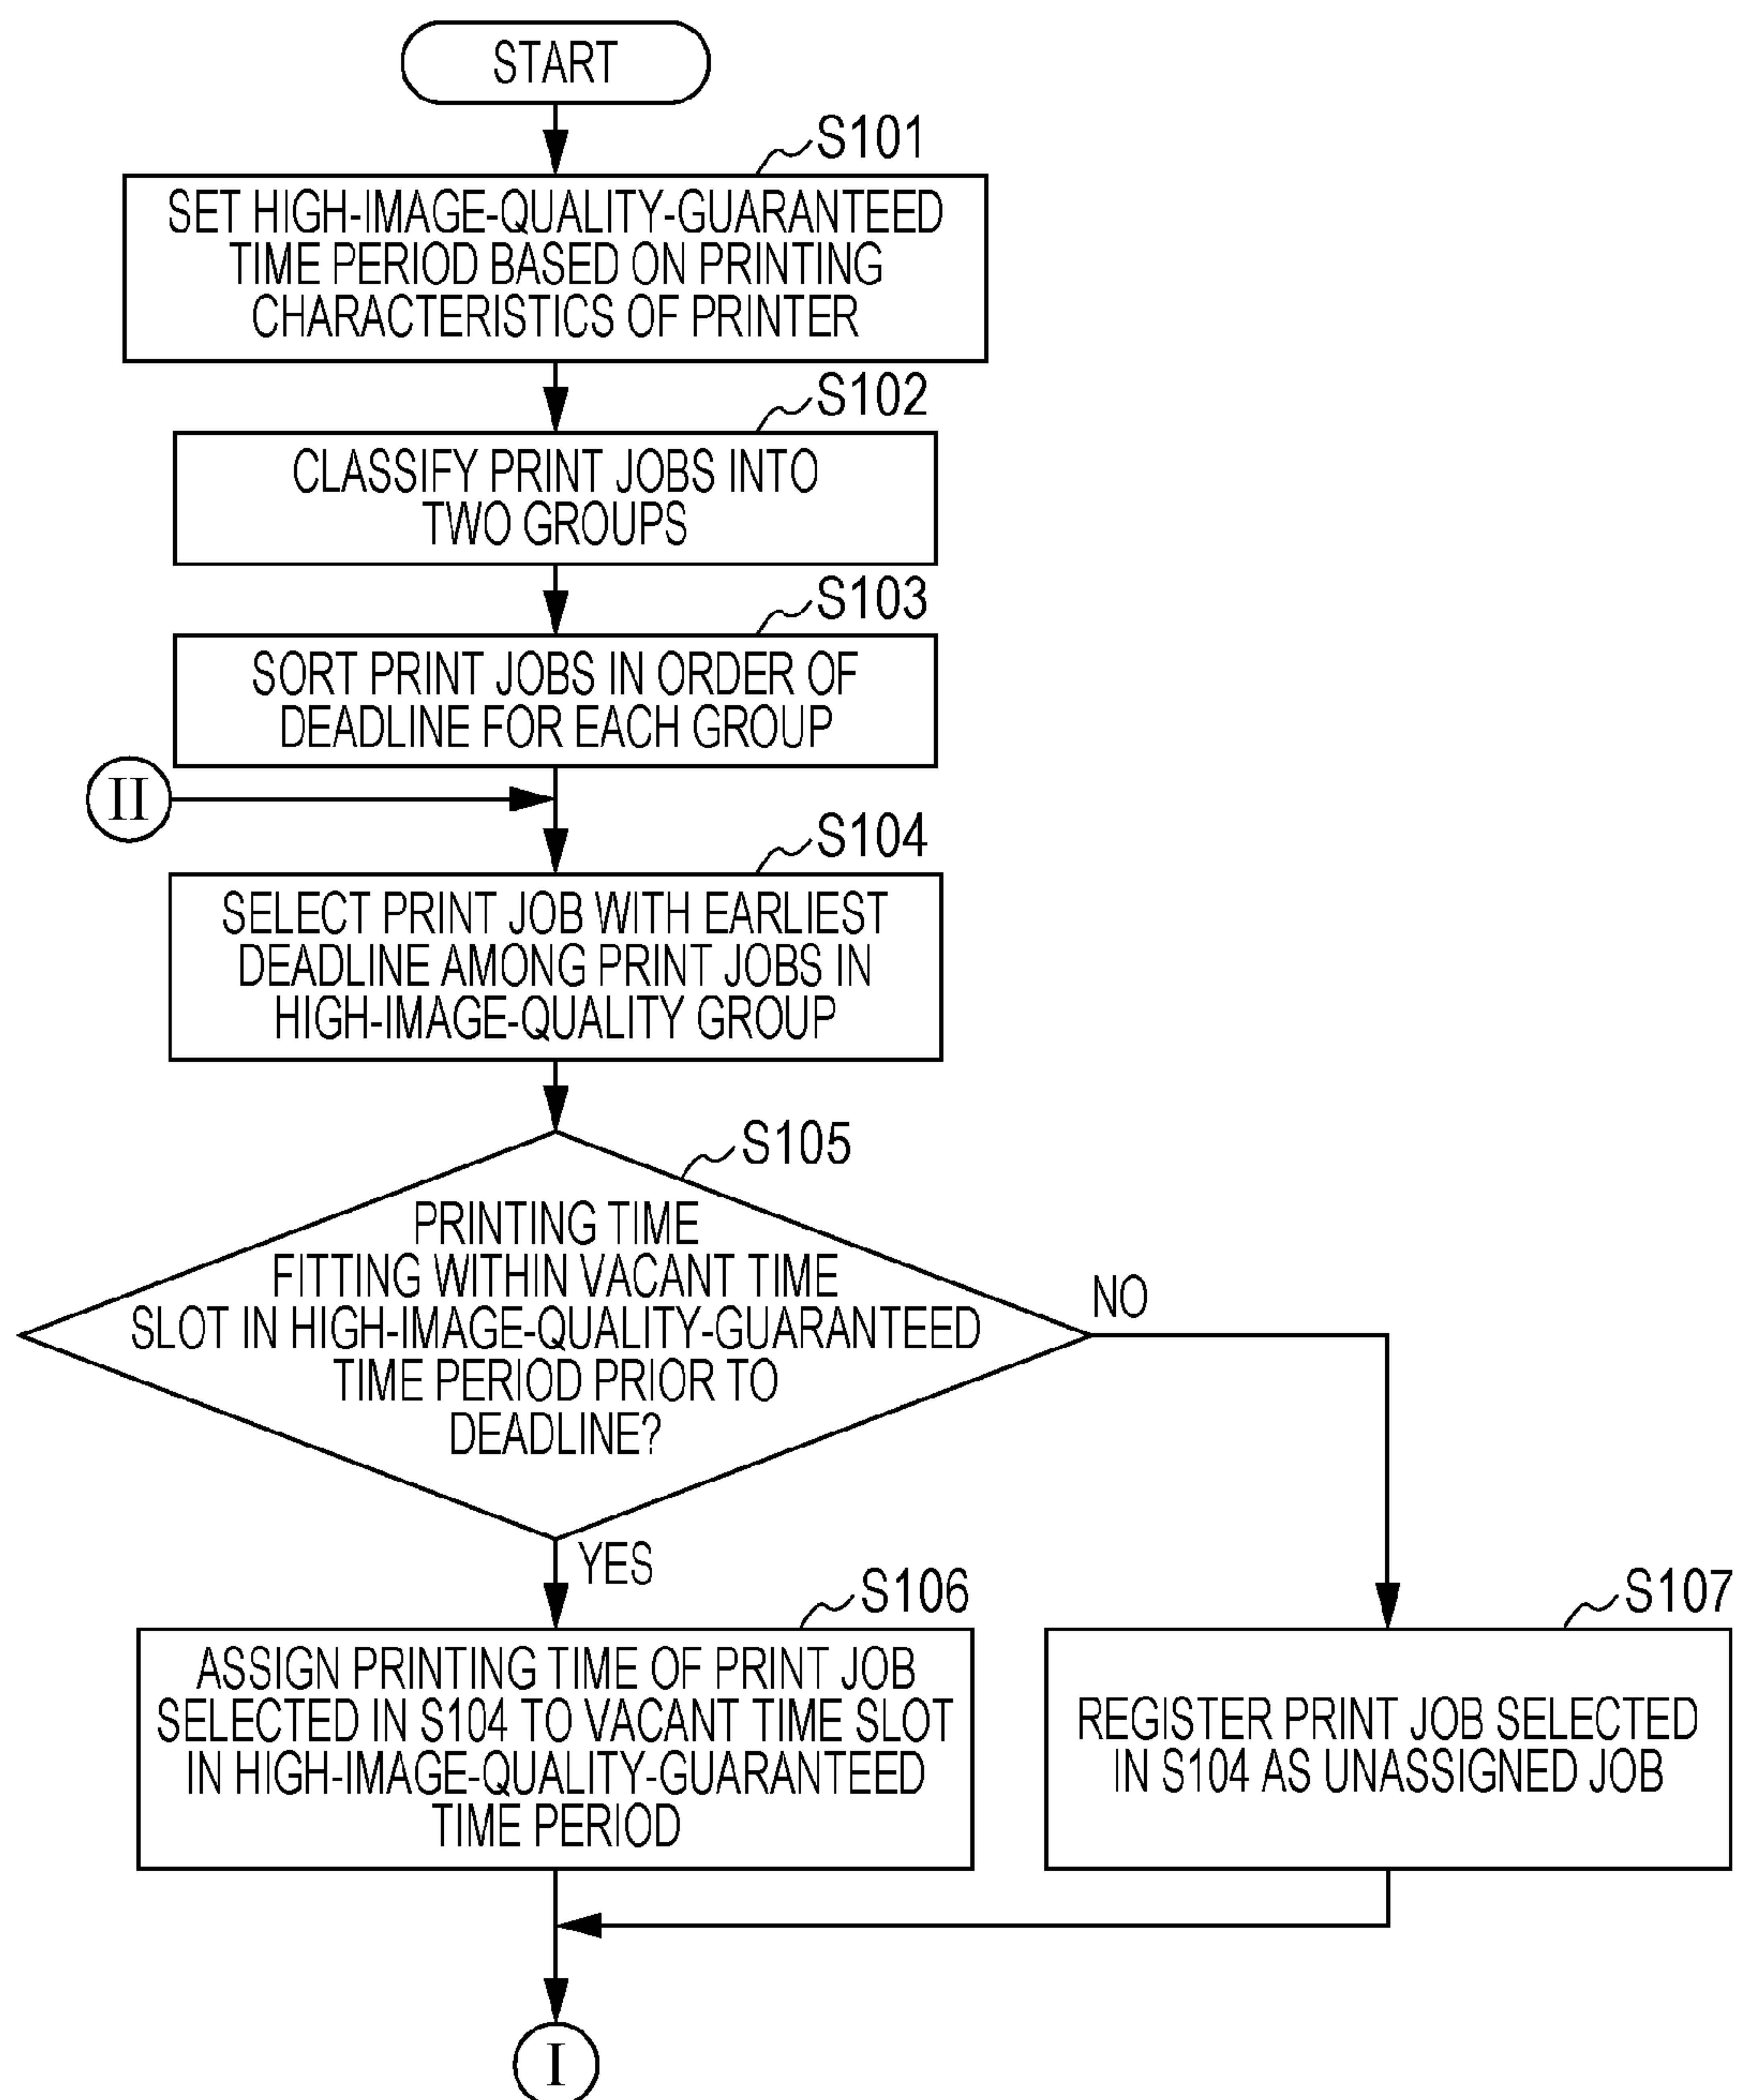 START
S101
SET HIGH-IMAGE-QUALITY-GUARANTEED
TIME PERIOD BASED ON PRINTING
CHARACTERISTICS OF PRINTER
S102
CLASSIFY PRINT JOBS INTO
TWO GROUPS
S103
SORT PRINT JOBS IN ORDER OF
DEADLINE FOR EACH GROUP
II
S104
SELECT PRINT JOB WITH EARLIEST
DEADLINE AMONG PRINT JOBS IN
HIGH-IMAGE-QUALITY GROUP
S105
PRINTING TIME
FITTING WITHIN VACANT TIME
SLOT IN HIGH-IMAGE-QUALITY-GUARANTEED
TIME PERIOD PRIOR TO
DEADLINE?
NO
YES
S106
ASSIGN PRINTING TIME OF PRINT JOB
SELECTED IN S104 TO VACANT TIME SLOT
IN HIGH-IMAGE-QUALITY-GUARANTEED
TIME PERIOD
S107
REGISTER PRINT JOB SELECTED
IN S104 AS UNASSIGNED JOB
I